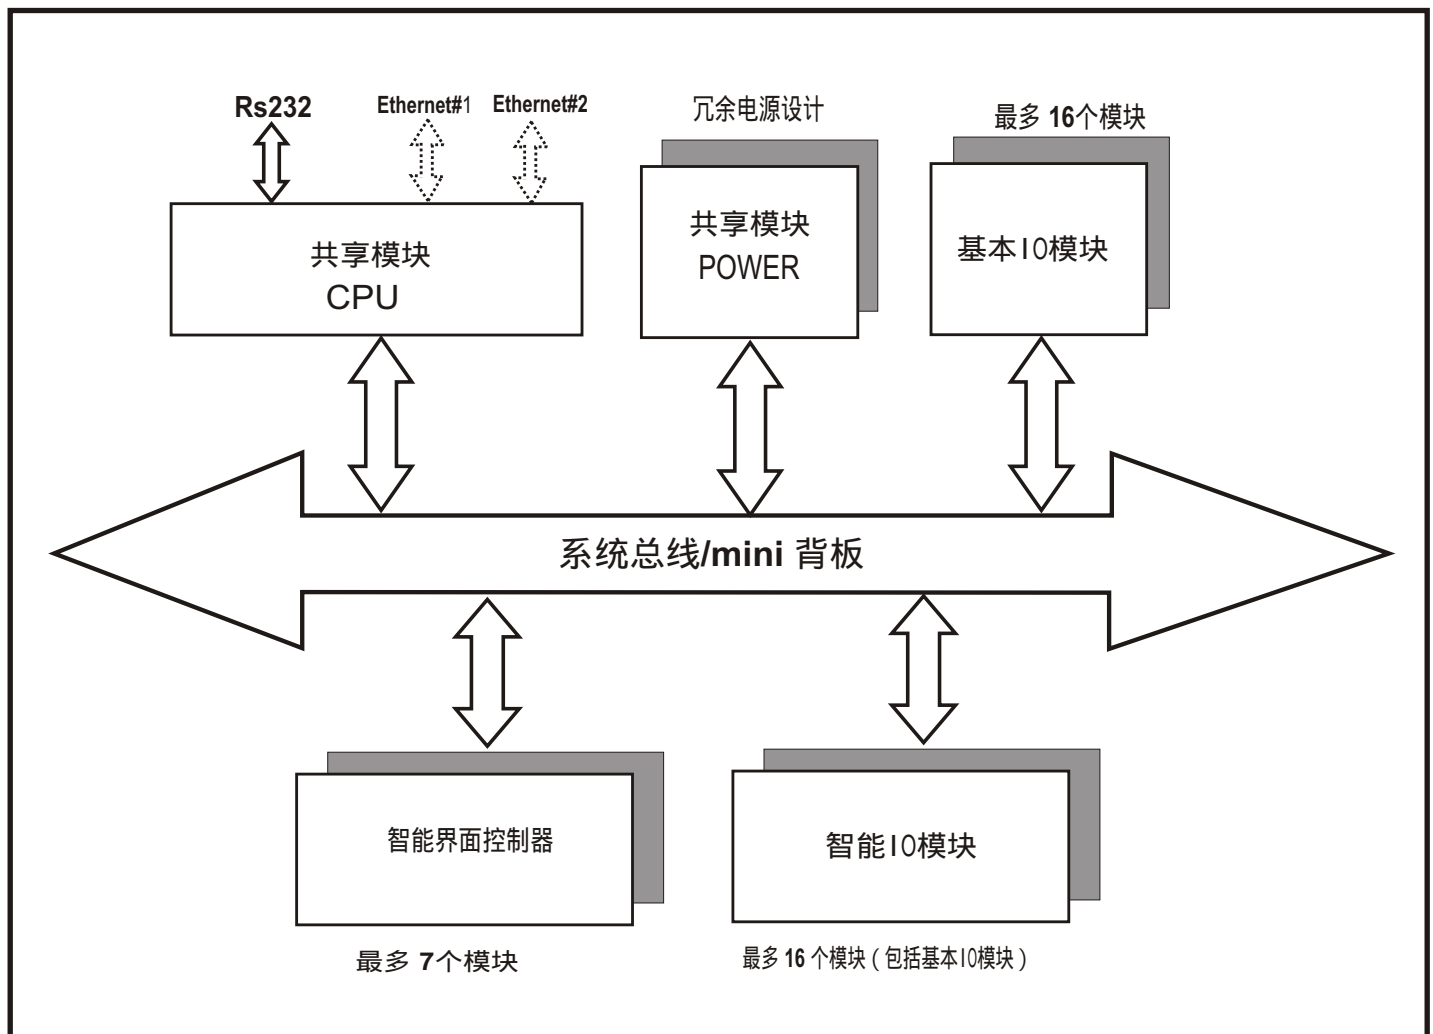 Rs232
Ethernet#1
Ethernet#2
冗余电源设计
最多 16个模块
共享模块
CPU
共享模块
POWER
基本IO模块
系统总线/mini 背板
智能界面控制器
智能IO模块
最多 7个模块
最多 16 个模块（包括基本IO模块）